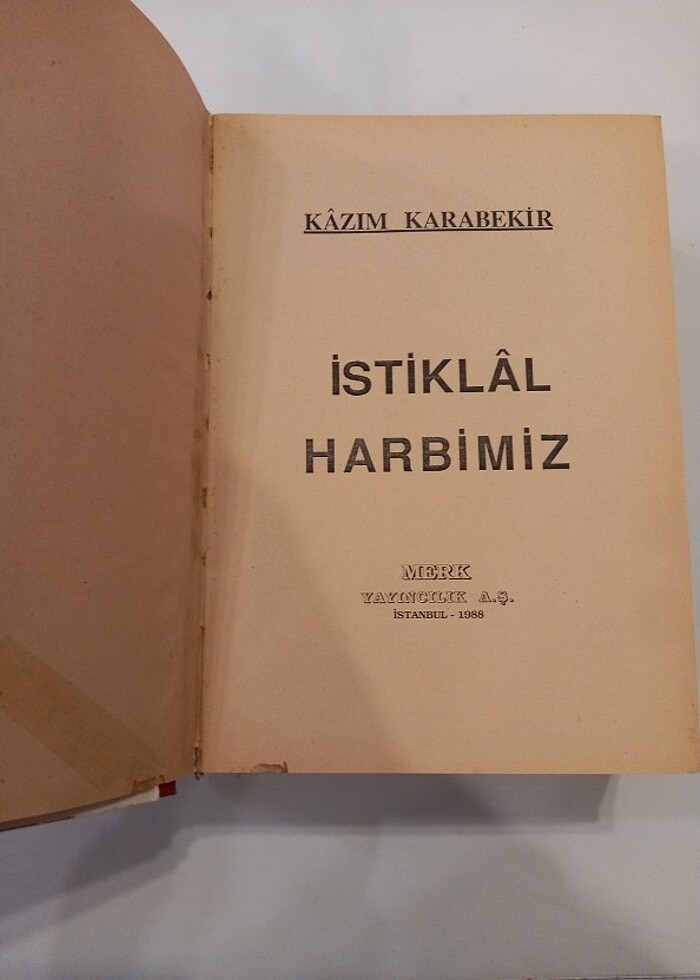 KÂZIM KARABEKİR
İSTİKLÂL
HARBİMİZ
MERK
YAYINCILIK A.Ş.
İSTANBUL - 1988